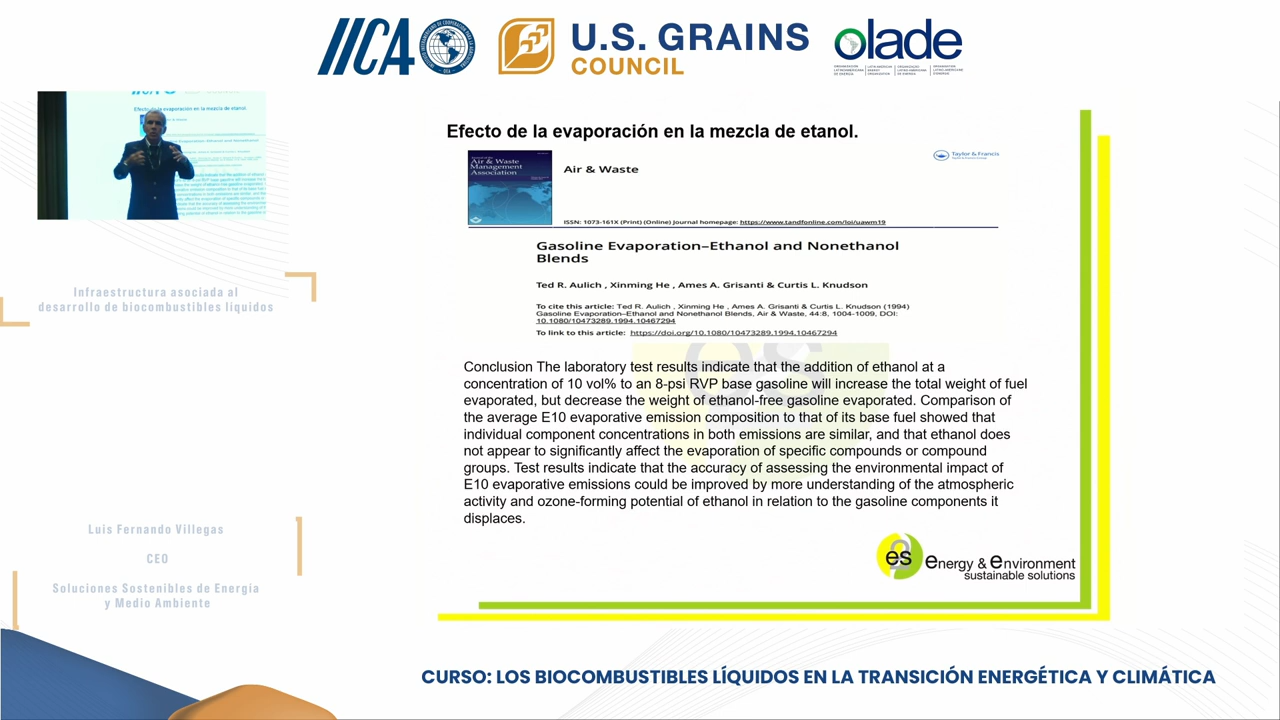 IICA
U.S. GRAINS
COUNCIL
olade
Efecto de la evaporación en la mezcla de etanol.
Air & Waste
Management
Association
Air & Waste
Taylor & Francis
ISSN: 1073-161X (Print) (Online) Journal homepage: https://www.tandfonline.com/loi/uawm19
Gasoline Evaporation–Ethanol and Nonethanol
Blends
Ted R. Aulich , Xinming He , Ames A. Grisanti & Curtis L. Knudson
To cite this article: Ted R. Aulich , Xinming He , Ames A. Grisanti & Curtis L. Knudson (1994)
Gasoline Evaporation–Ethanol and Nonethanol Blends, Air & Waste, 44:8, 1004-1009, DOI:
10.1080/10473289.1994.10467294
To link to this article: https://doi.org/10.1080/10473289.1994.10467294
Conclusion The laboratory test results indicate that the addition of ethanol at a
concentration of 10 vol% to an 8-psi RVP base gasoline will increase the total weight of fuel
evaporated, but decrease the weight of ethanol-free gasoline evaporated. Comparison of
the average E10 evaporative emission composition to that of its base fuel showed that
individual component concentrations in both emissions are similar, and that ethanol does
not appear to significantly affect the evaporation of specific compounds or compound
groups. Test results indicate that the accuracy of assessing the environmental impact of
E10 evaporative emissions could be improved by more understanding of the atmospheric
activity and ozone-forming potential of ethanol in relation to the gasoline components it
displaces.
es energy & environment
sustainable solutions
Infraestructura asociada al
desarrollo de biocombustibles líquidos
Luis Fernando Villegas
CEO
Soluciones Sostenibles de Energía
y Medio Ambiente
CURSO: LOS BIOCOMBUSTIBLES LÍQUIDOS EN LA TRANSICIÓN ENERGÉTICA Y CLIMÁTICA